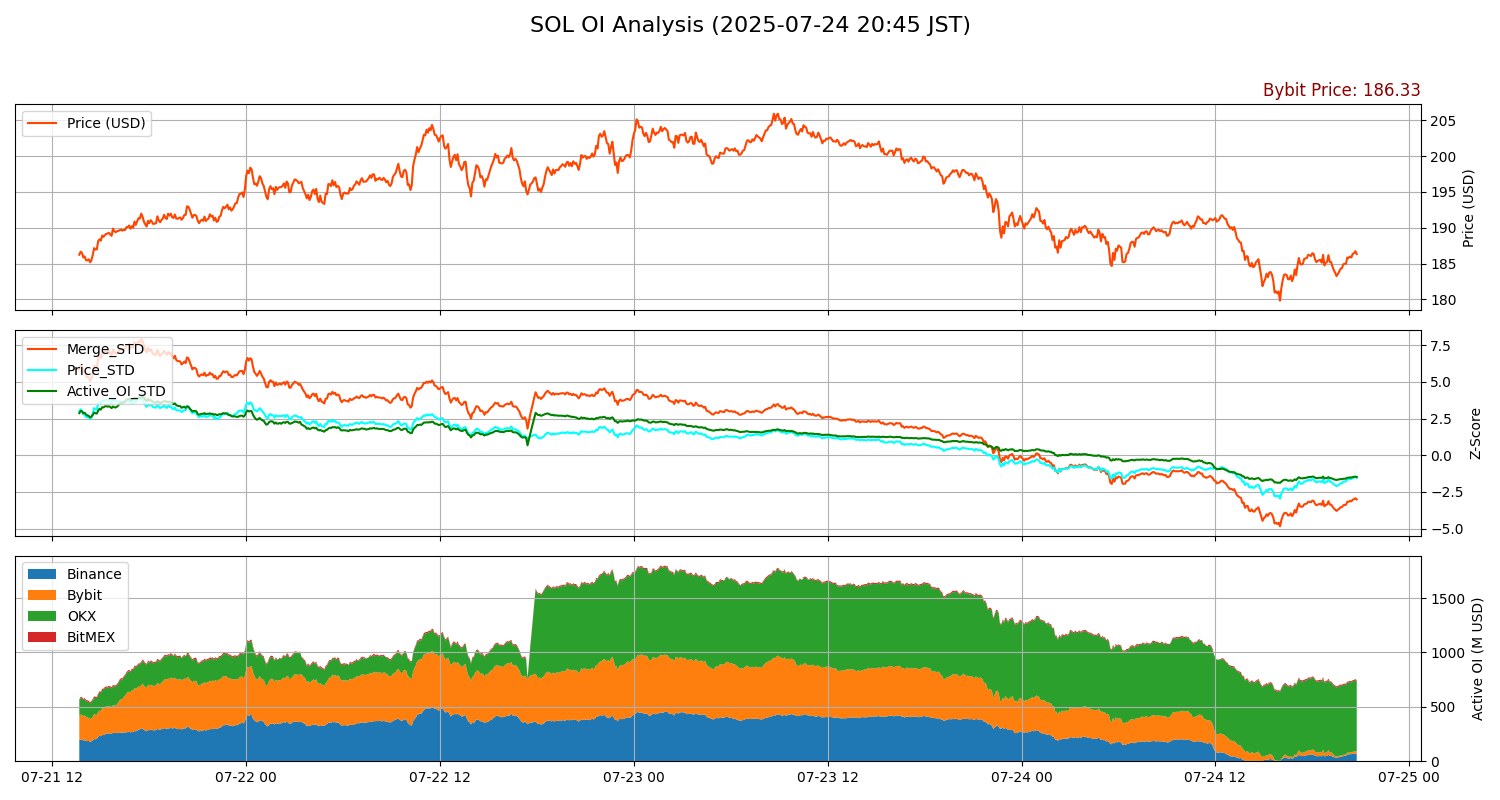 SOL OI Analysis (2025-07-24 20:45 JST)
Bybit Price: 186.33
Price (USD)
205
200
195
190
185
180
Price (USD)
Merge_STD
Price_STD
Active_OI_STD
7.5
5.0
2.5
0.0
−2.5
−5.0
Z-Score
Binance
Bybit
OKX
BitMEX
1500
1000
500
0
Active OI (M USD)
07-21 12
07-22 00
07-22 12
07-23 00
07-23 12
07-24 00
07-24 12
07-25 00